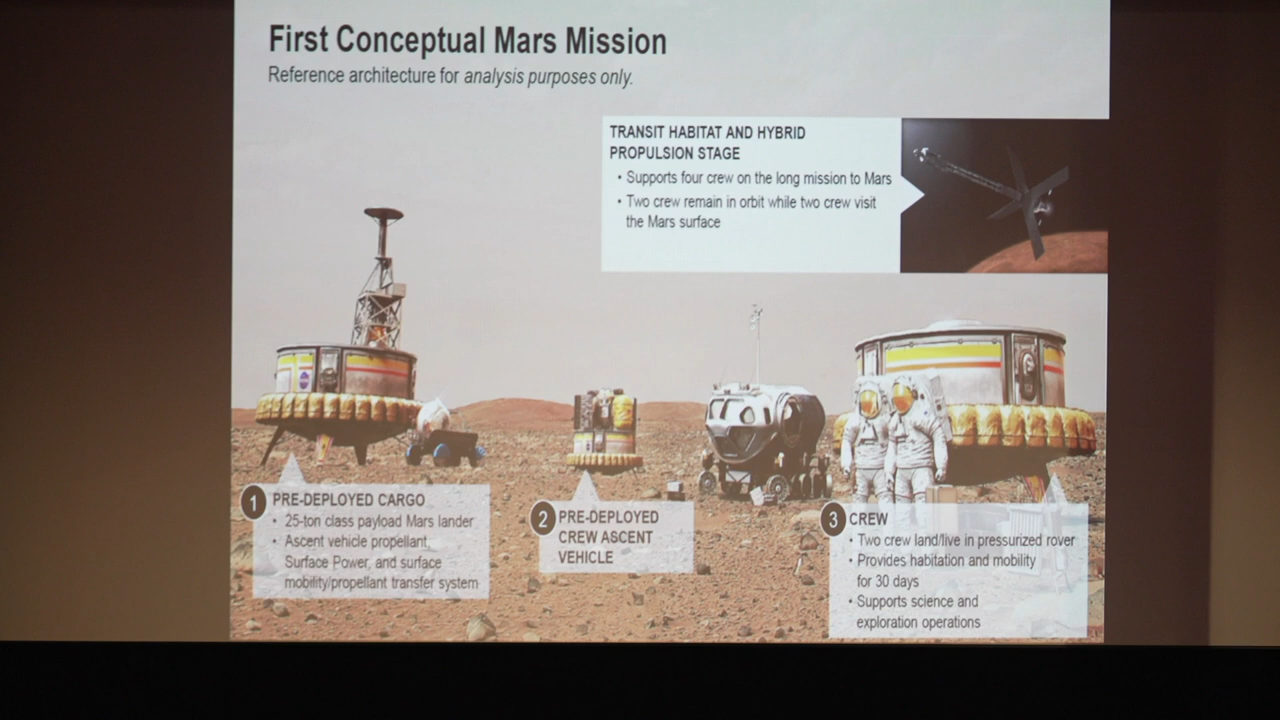 First Conceptual Mars Mission
Reference architecture for analysis purposes only.
TRANSIT HABITAT AND HYBRID
PROPULSION STAGE
• Supports four crew on the long mission to Mars
• Two crew remain in orbit while two crew visit
the Mars surface
1 PRE-DEPLOYED CARGO
• 25-ton class payload Mars lander
• Ascent vehicle propellant,
Surface Power, and surface
mobility/propellant transfer system
2 PRE-DEPLOYED
CREW ASCENT
VEHICLE
3 CREW
• Two crew land/live in pressurized rover
• Provides habitation and mobility
for 30 days
• Supports science and
exploration operations